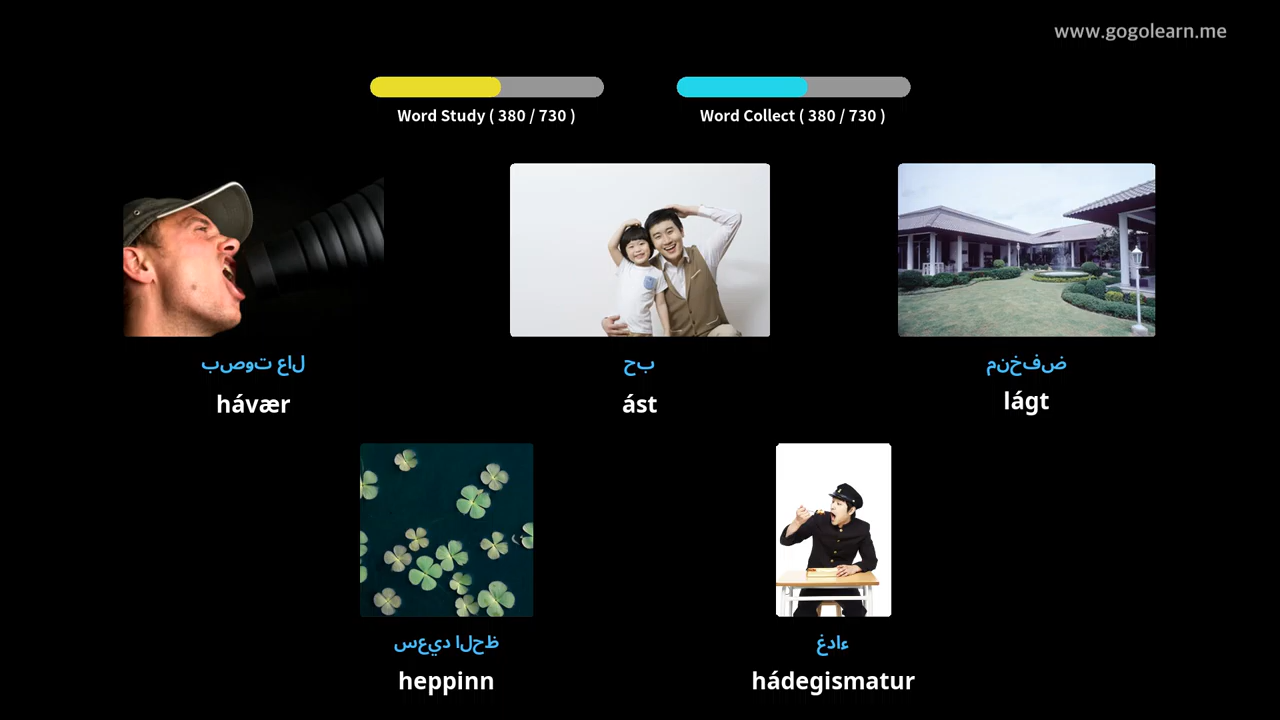 www.gogolearn.me
Word Study ( 380 / 730 )
Word Collect ( 380 / 730 )
بصوت عال
hávær
حب
ást
منخفض
lágt
سعيد الحظ
heppinn
غداء
hádegismatur